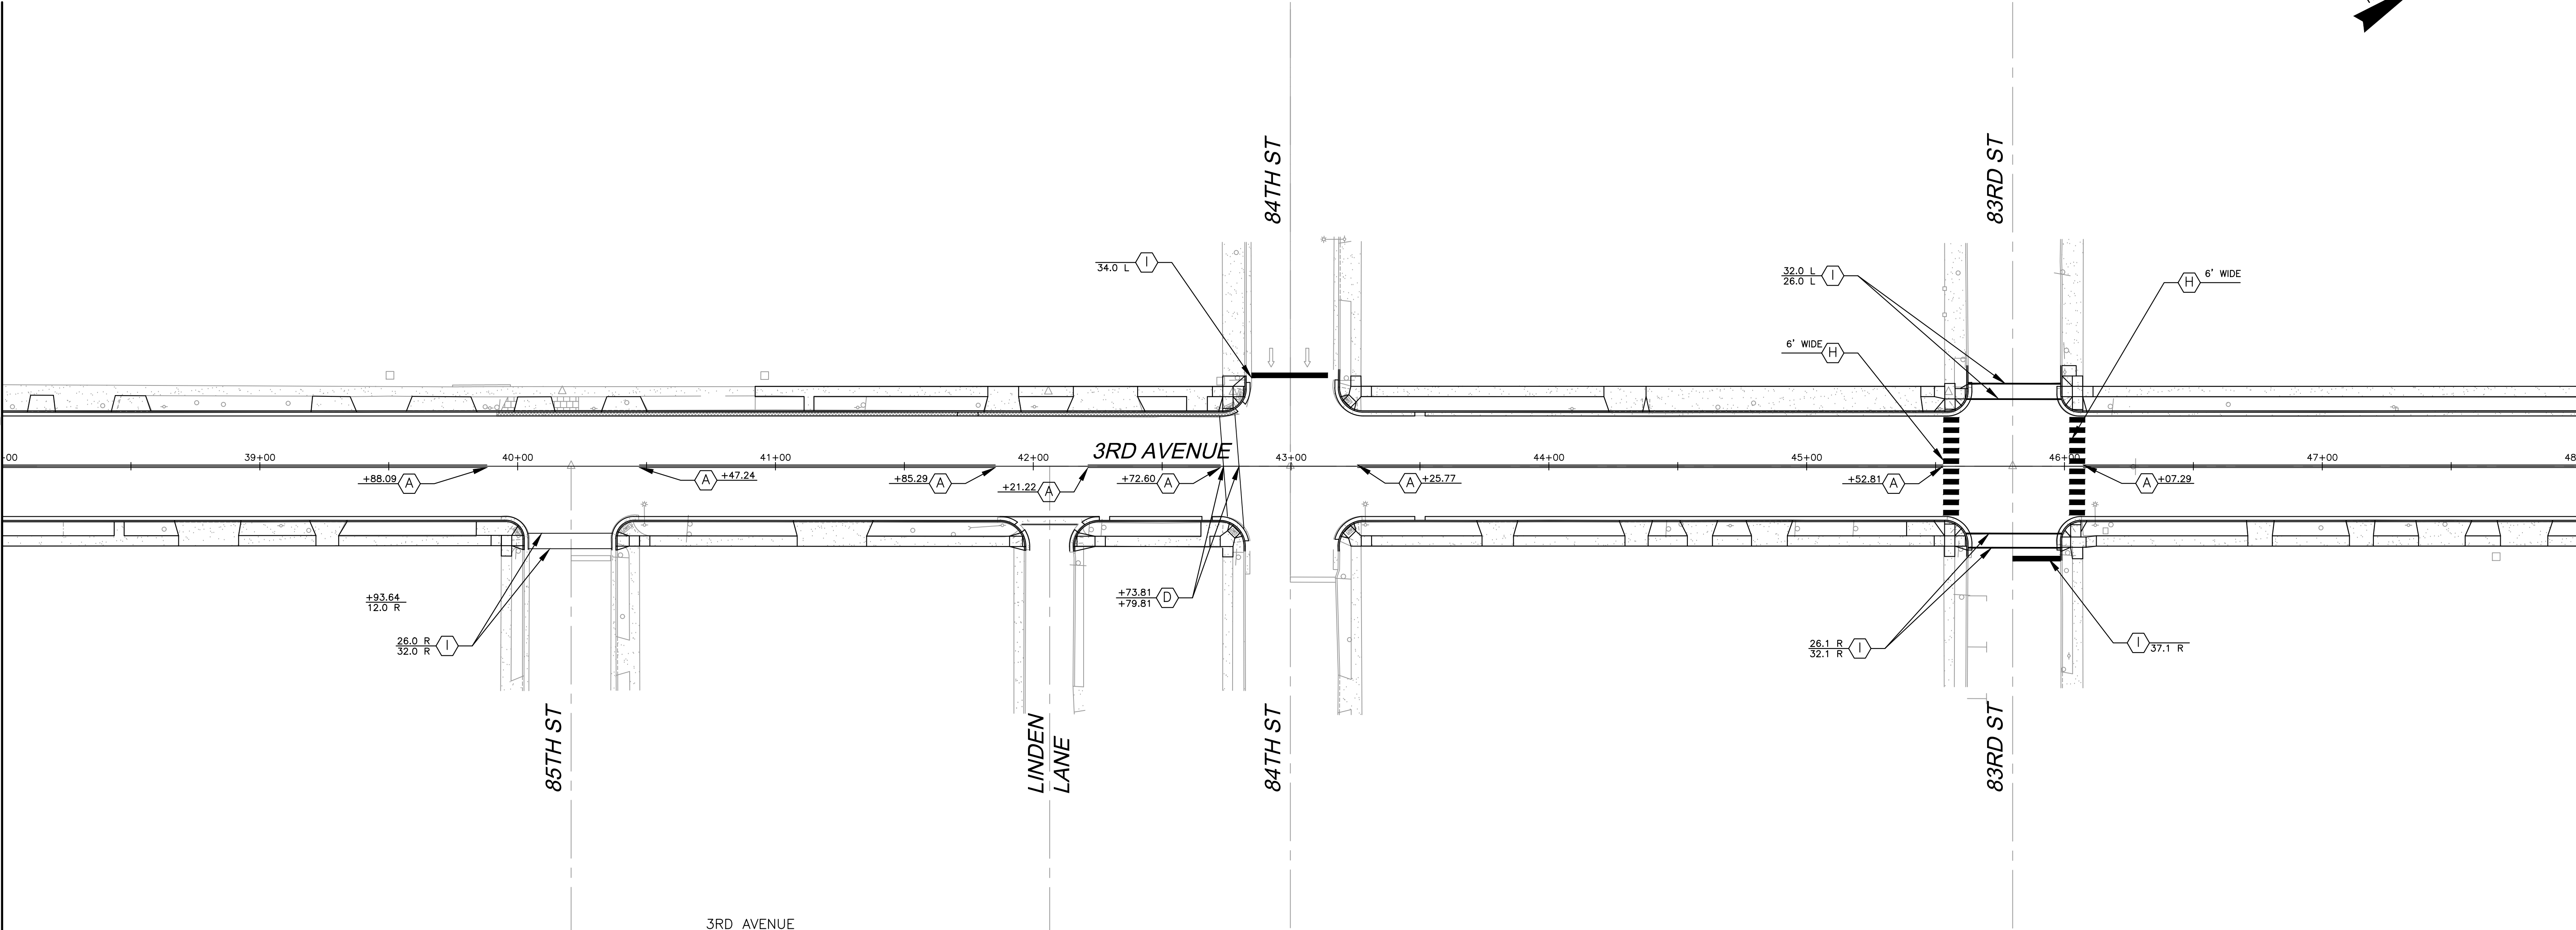 84TH ST
83RD ST
34.0 L I
32.0 L
26.0 L I
H 6' WIDE
6' WIDE H
3RD AVENUE
+00 39+00 40+00 41+00 42+00 43+00 44+00 45+00 46+00 47+00 48
+88.09 A
A +47.24
+85.29 A
+21.22 A
+72.60 A
A +25.77
+52.81 A
A +07.29
+93.64
12.0 R
+73.81
+79.81 D
26.0 R
32.0 R I
26.1 R
32.1 R I
I 37.1 R
85TH ST
LINDEN
LANE
84TH ST
83RD ST
3RD AVENUE